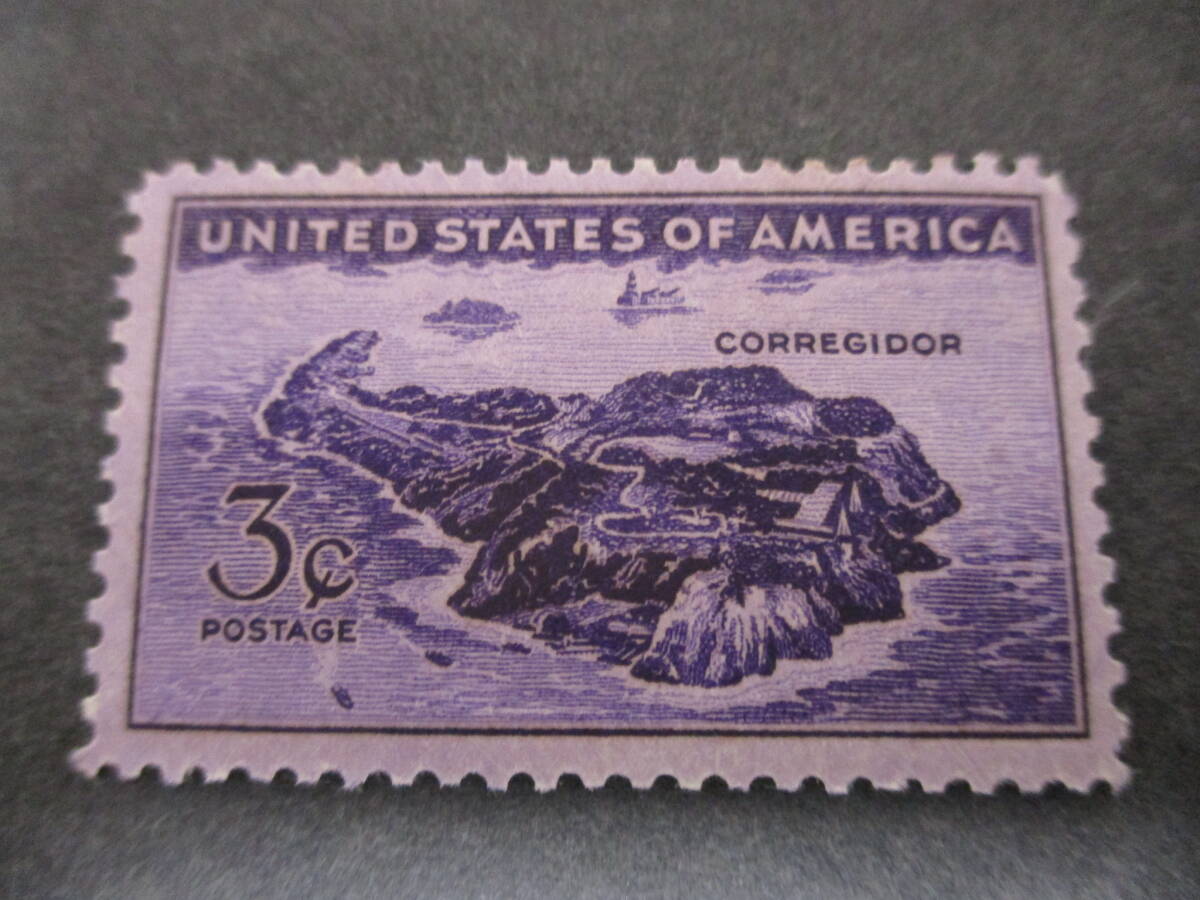 UNITED STATES OF AMERICA
CORREGIDOR
3¢
POSTAGE